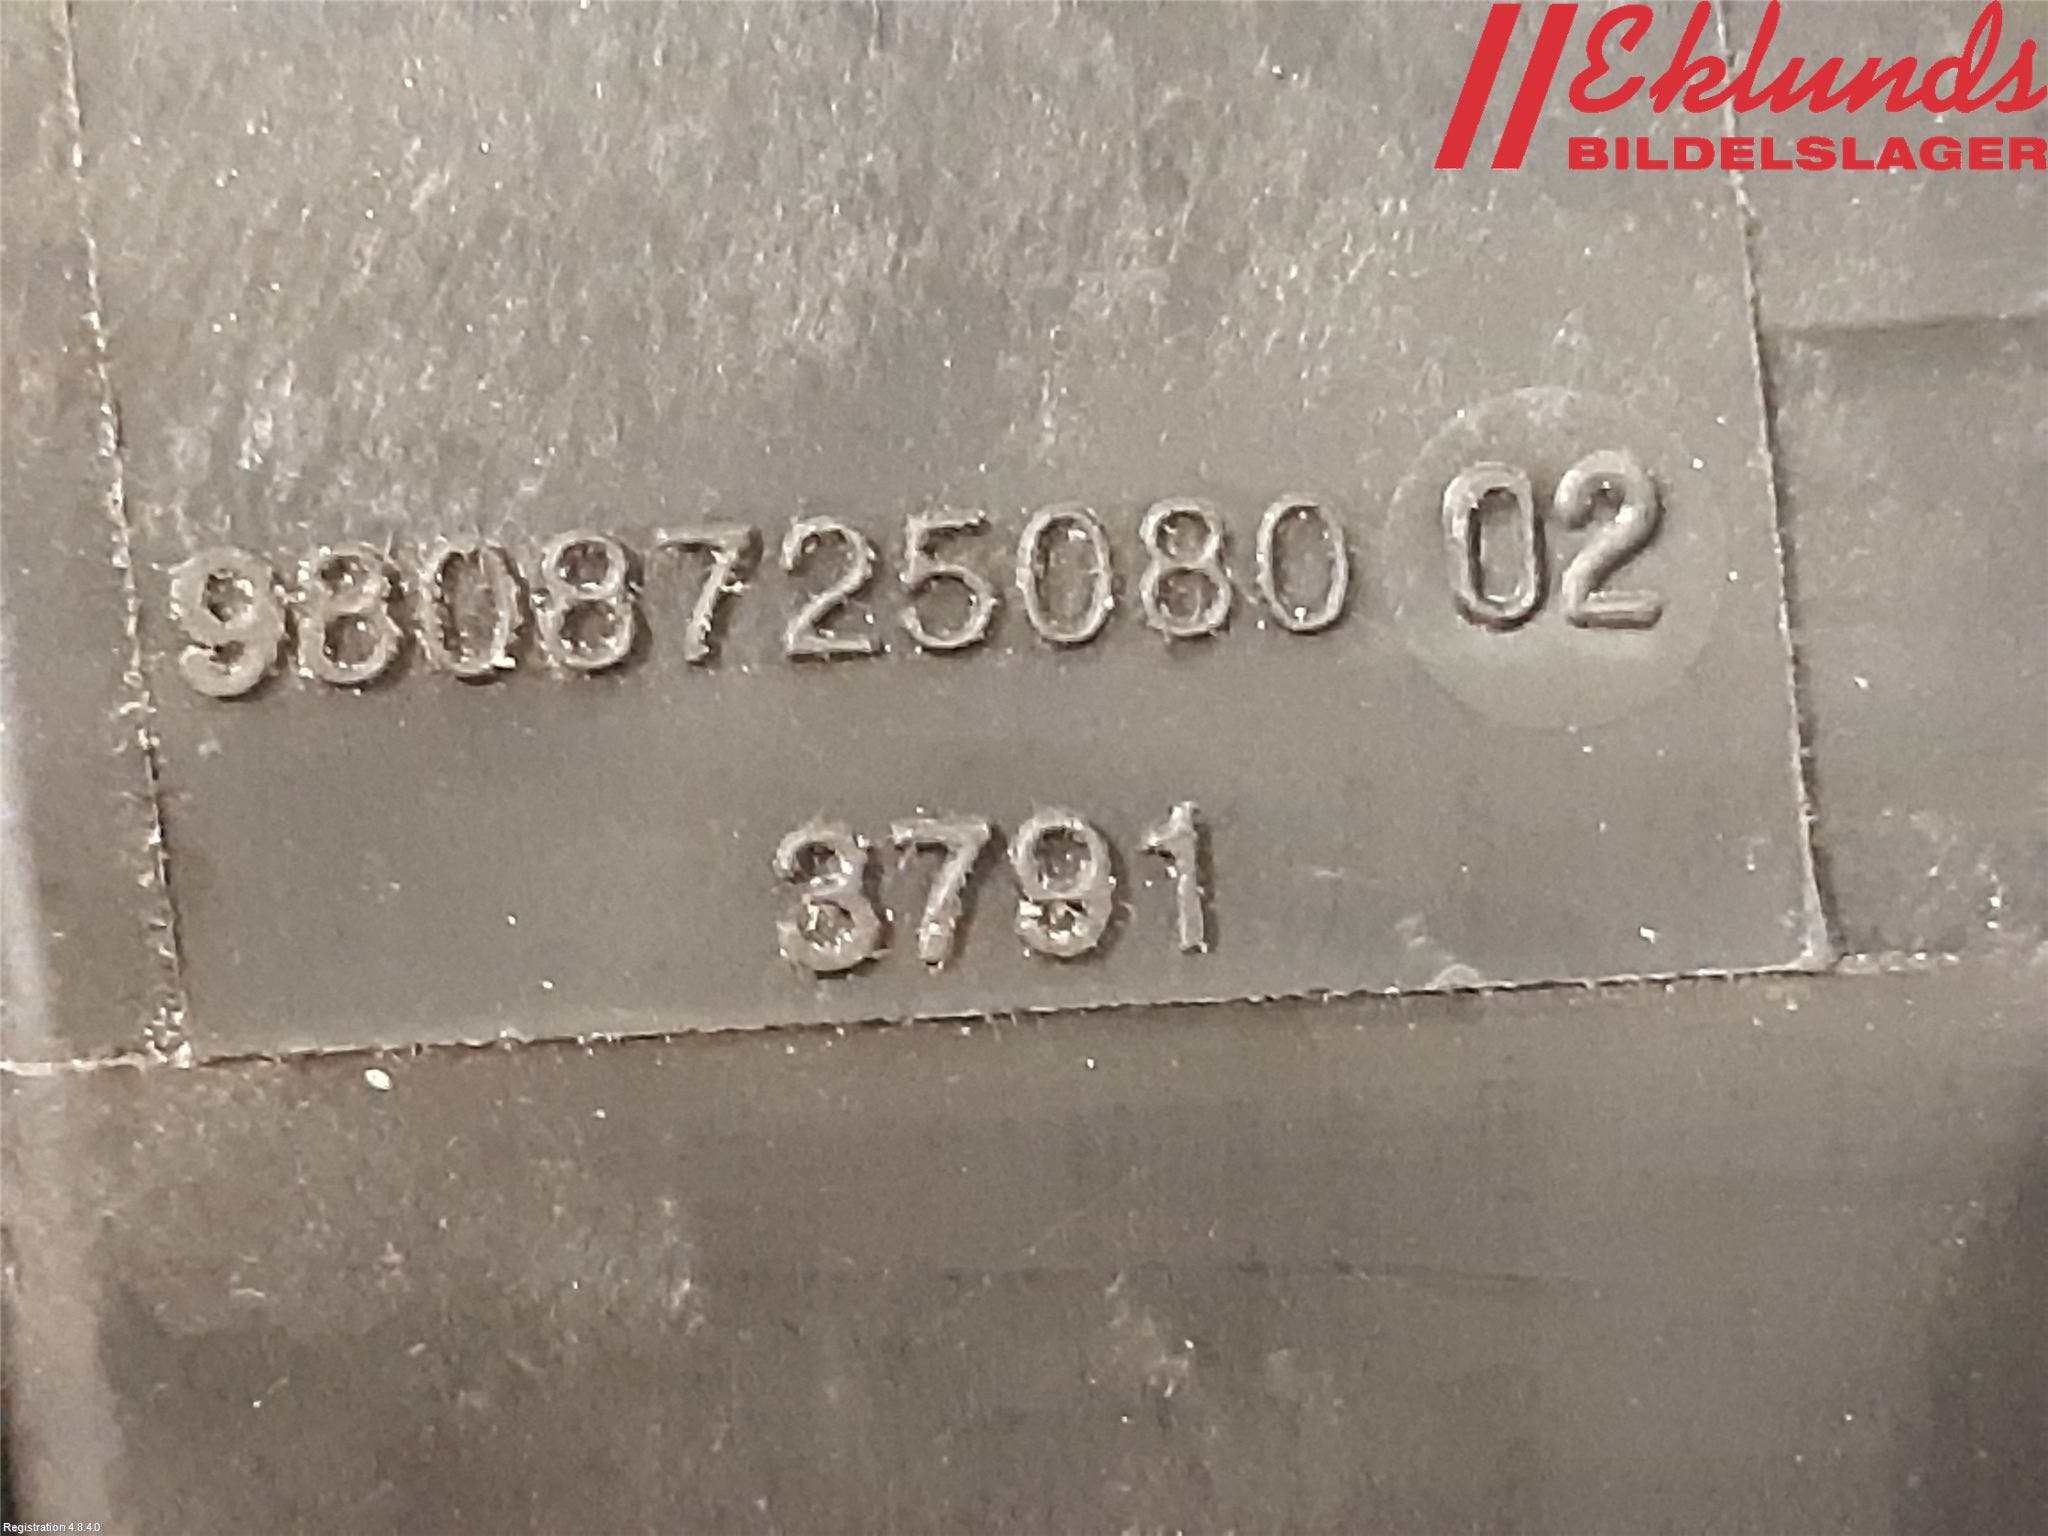 Eklunds
BILDELSLAGER
9808725080 02
3791
Registration 4.8.4.0